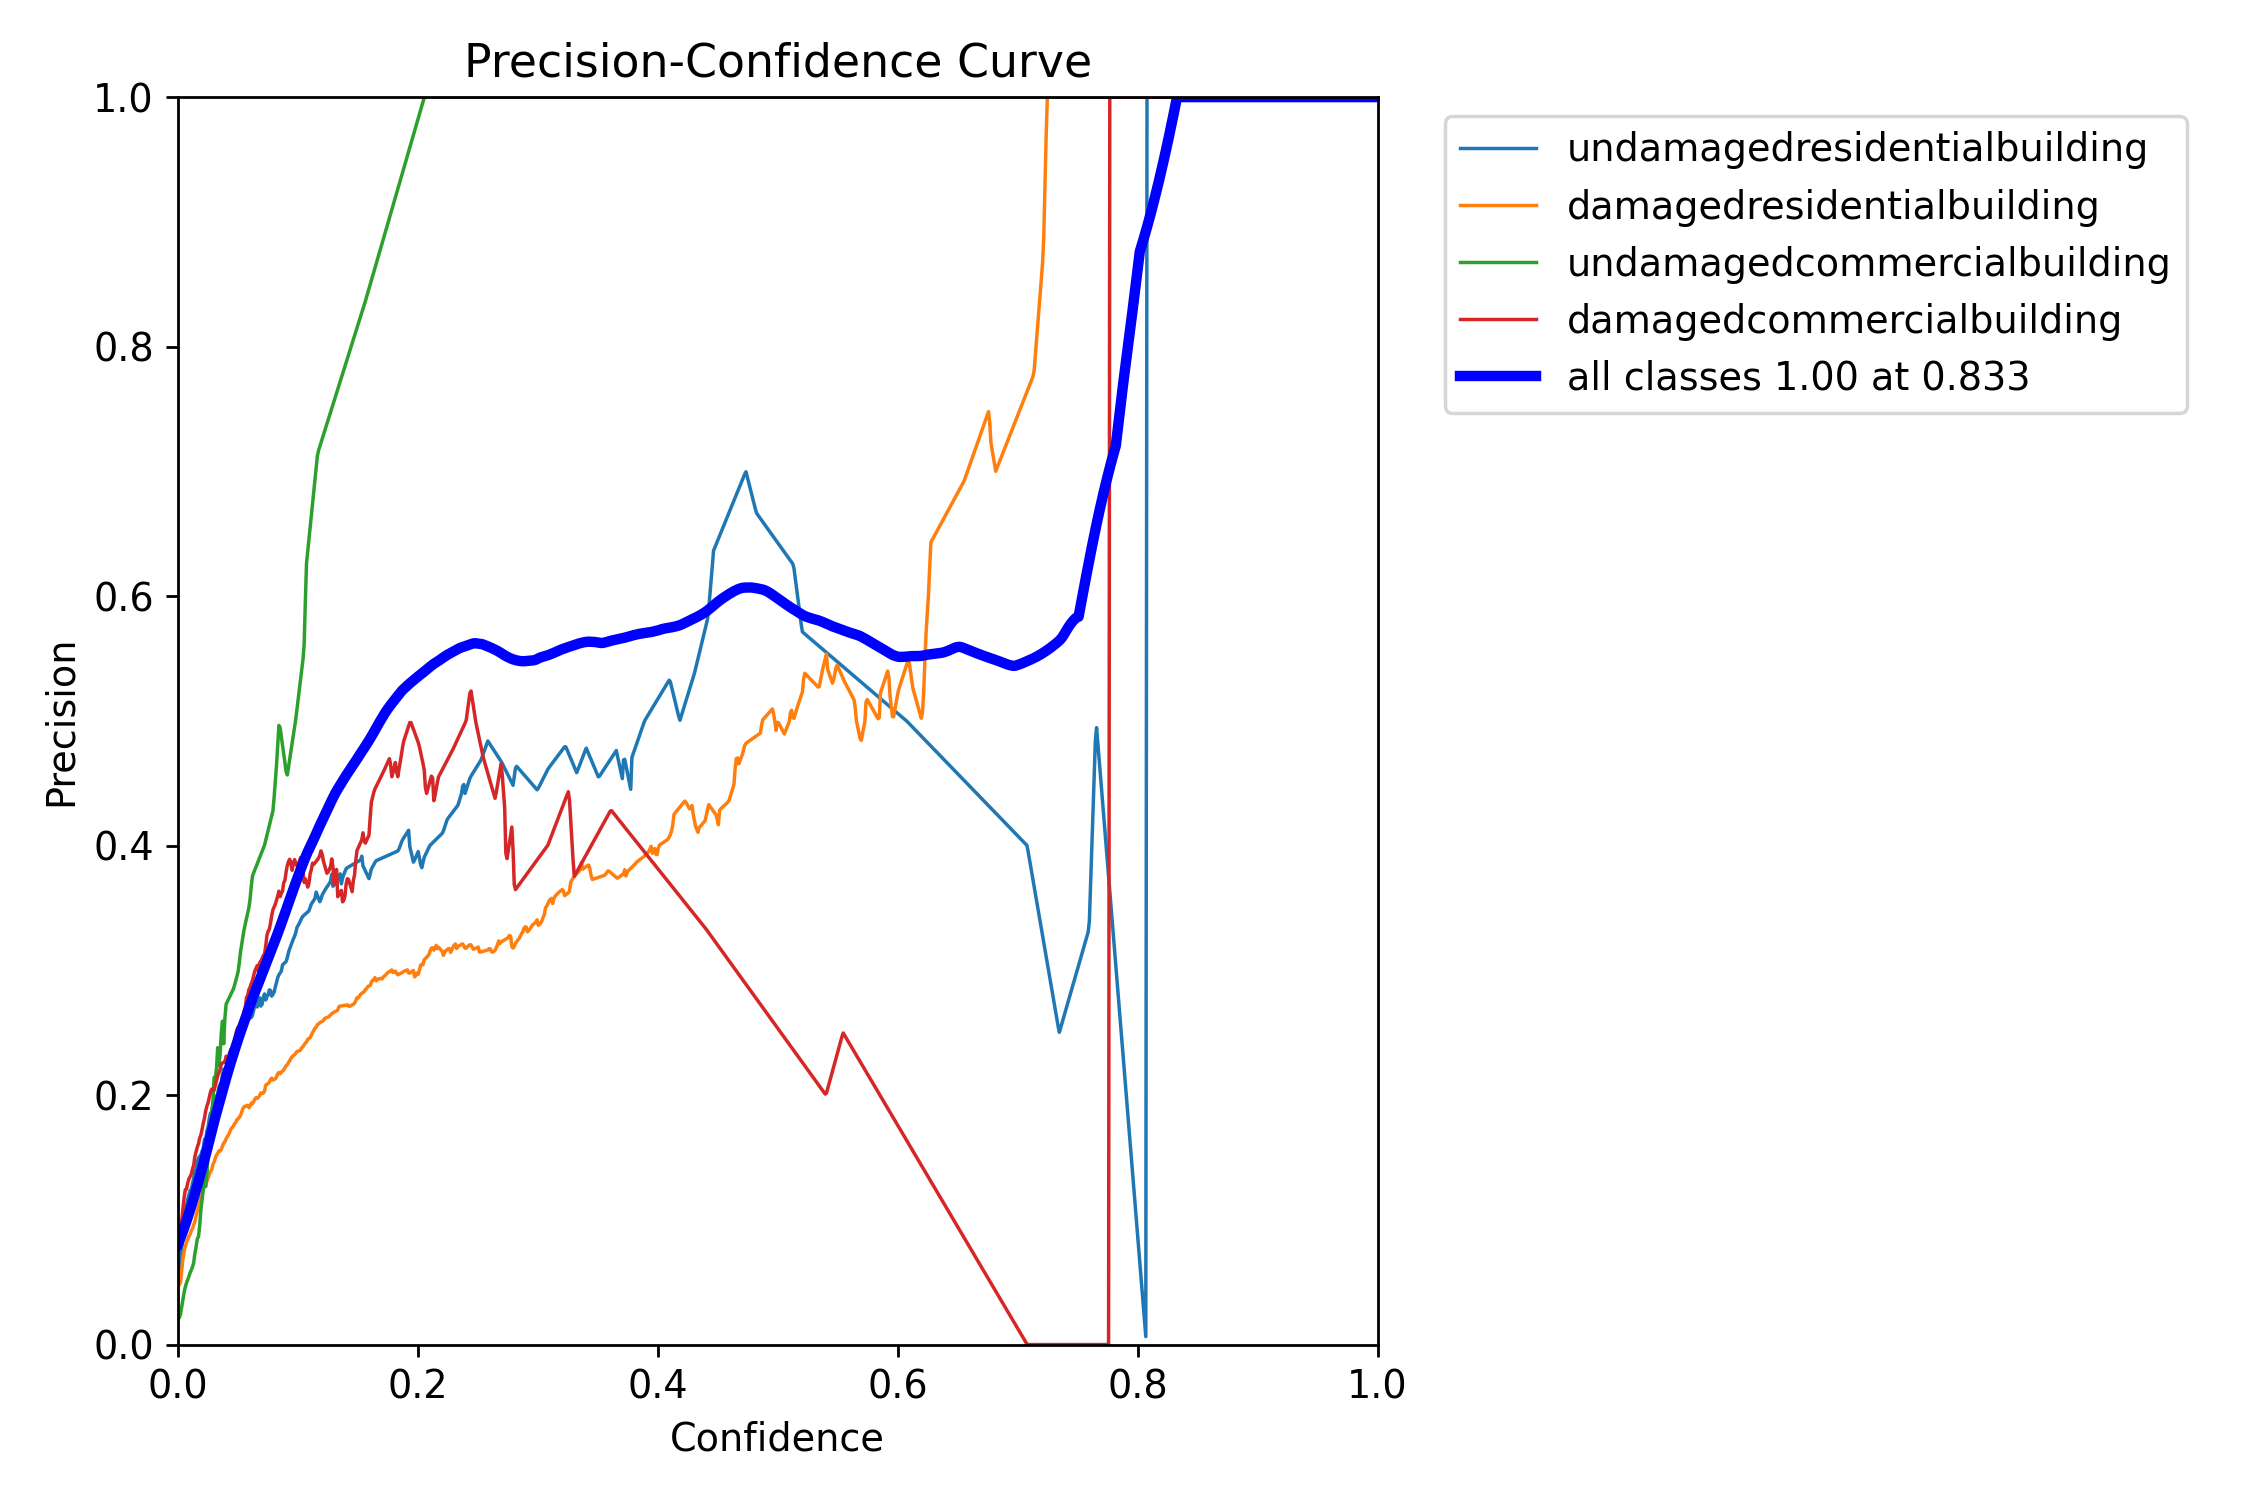 Precision-Confidence Curve
1.0
0.8
0.6
0.4
0.2
0.0
Precision
0.0 0.2 0.4 0.6 0.8 1.0
Confidence
undamagedresidentialbuilding
damagedresidentialbuilding
undamagedcommercialbuilding
damagedcommercialbuilding
all classes 1.00 at 0.833